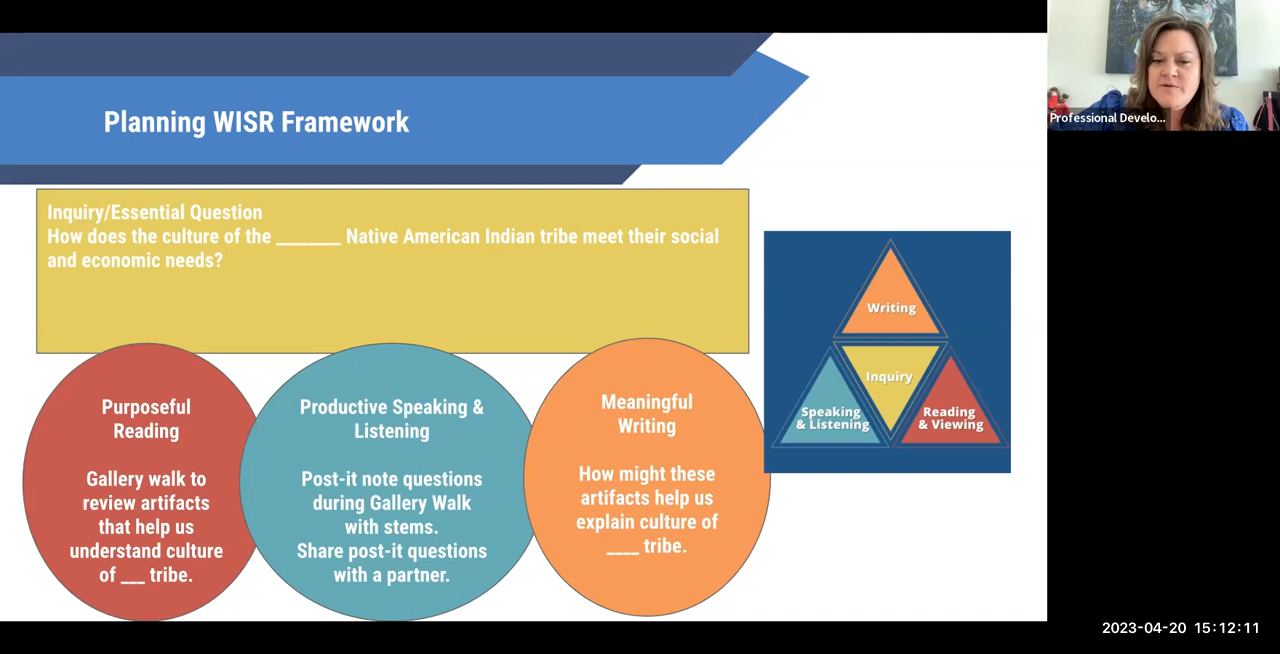 Planning WISR Framework
Inquiry/Essential Question
How does the culture of the _______ Native American Indian tribe meet their social
and economic needs?
Purposeful
Reading
Gallery walk to
review artifacts
that help us
understand culture
of ___ tribe.
Productive Speaking &
Listening
Post-it note questions
during Gallery Walk
with stems.
Share post-it questions
with a partner.
Meaningful
Writing
How might these
artifacts help us
explain culture of
____ tribe.
Writing
Inquiry
Speaking
& Listening
Reading
& Viewing
Professional Develo...
2023-04-20 15:12:11